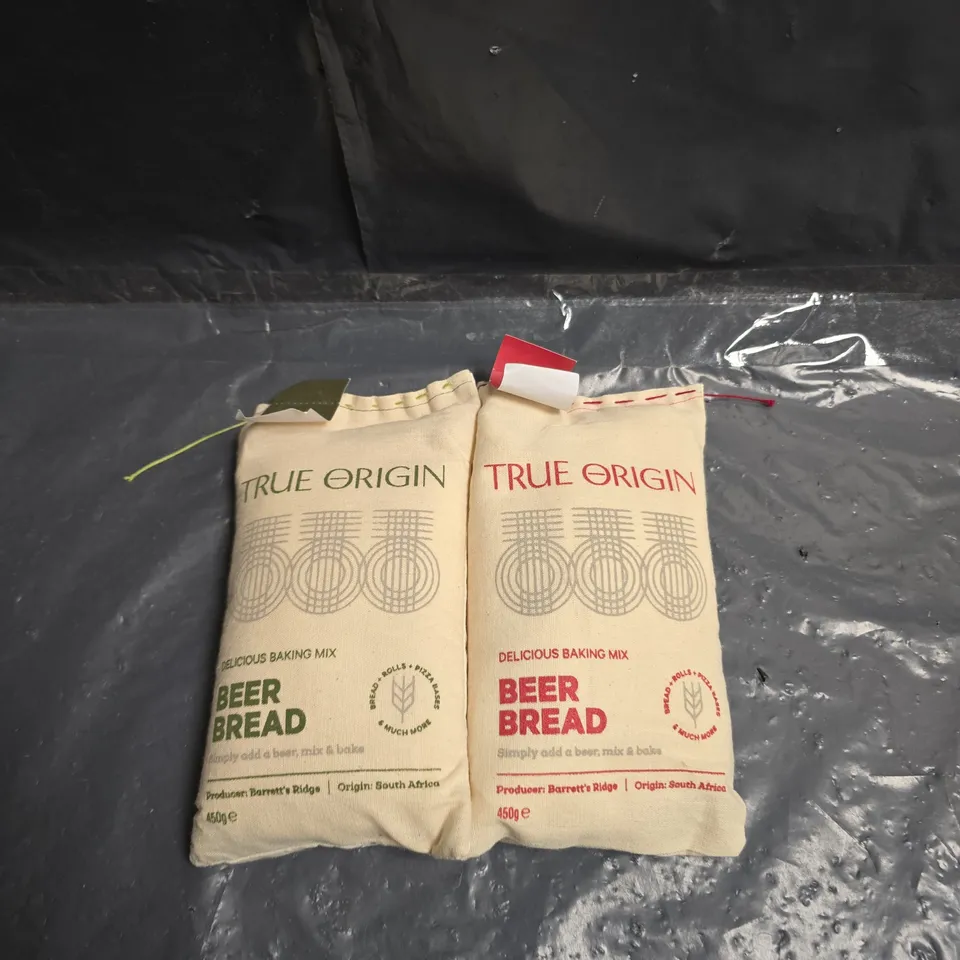 TRUE ORIGIN
DELICIOUS BAKING MIX
BEER
BREAD
Simply add a beer, mix & bake
BREAD + ROLLS + PIZZA BASES
& MUCH MORE
Producer: Barrett's Ridge | Origin: South Africa
450g e
TRUE ORIGIN
DELICIOUS BAKING MIX
BEER
BREAD
Simply add a beer, mix & bake
BREAD + ROLLS + PIZZA BASES
& MUCH MORE
Producer: Barrett's Ridge | Origin: South Africa
450g e